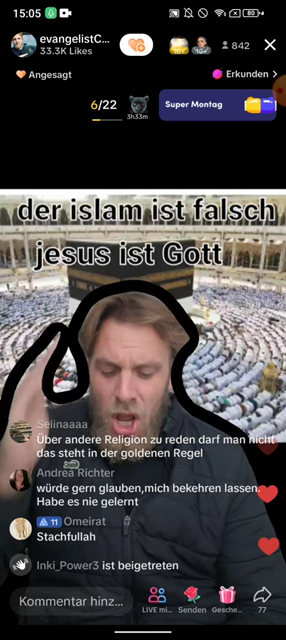 15:05
80
evangelistC...
33.3K Likes
842
Angesagt
Erkunden >
6/22
3h33m
Super Montag
der islam ist falsch
jesus ist Gott
Selinaaaa
Über andere Religion zu reden darf man nicht
das steht in der goldenen Regel
Andrea Richter
würde gern glauben,mich bekehren lassen.
Habe es nie gelernt
11 Omeirat
Stachfullah
Inki_Power3 ist beigetreten
Kommentar hinz...
LIVE mi...
Senden
Gesche...
77